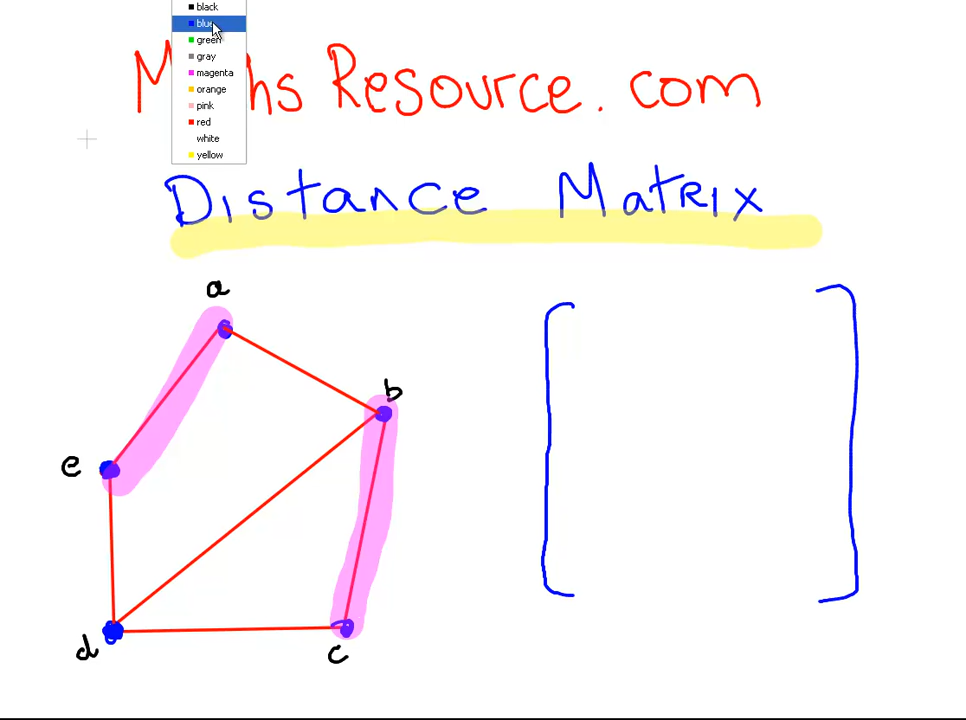 black
blue
green
gray
magenta
orange
pink
red
white
yellow
hs Resource.com
Distance Matrix
a
b
e
d
c